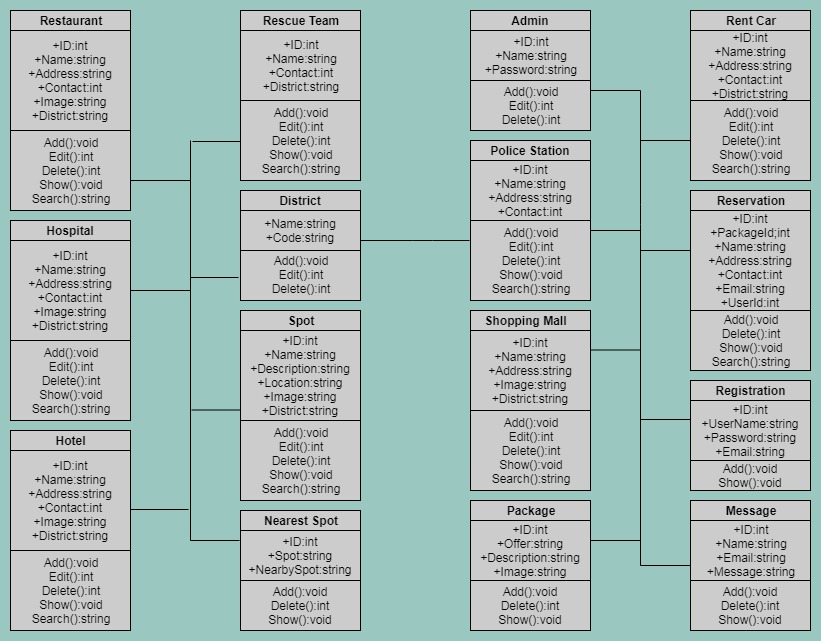 Restaurant
+ID:int
+Name:string
+Address:string
+Contact:int
+Image:string
+District:string
Add():void
Edit():int
Delete():int
Show():void
Search():string
Hospital
+ID:int
+Name:string
+Address:string
+Contact:int
+Image:string
+District:string
Add():void
Edit():int
Delete():int
Show():void
Search():string
Hotel
+ID:int
+Name:string
+Address:string
+Contact:int
+Image:string
+District:string
Add():void
Edit():int
Delete():int
Show():void
Search():string
Rescue Team
+ID:int
+Name:string
+Contact:int
+District:string
Add():void
Edit():int
Delete():int
Show():void
Search():string
District
+Name:string
+Code:string
Add():void
Edit():int
Delete():int
Spot
+ID:int
+Name:string
+Description:string
+Location:string
+Image:string
+District:string
Add():void
Edit():int
Delete():int
Show():void
Search():string
Nearest Spot
+ID:int
+Spot:string
+NearbySpot:string
Add():void
Delete():int
Show():void
Admin
+ID:int
+Name:string
+Password:string
Add():void
Edit():int
Delete():int
Police Station
+ID:int
+Name:string
+Address:string
+Contact:int
Add():void
Edit():int
Delete():int
Show():void
Search():string
Shopping Mall
+ID:int
+Name:string
+Address:string
+Image:string
+District:string
Add():void
Edit():int
Delete():int
Show():void
Search():string
Package
+ID:int
+Offer:string
+Description:string
+Image:string
Add():void
Delete():int
Show():void
Rent Car
+ID:int
+Name:string
+Address:string
+Contact:int
+District:string
Add():void
Edit():int
Delete():int
Show():void
Search():string
Reservation
+ID:int
+PackageId;int
+Name:string
+Address:string
+Contact:int
+Email:string
+UserId:int
Add():void
Delete():int
Show():void
Search():string
Registration
+ID:int
+UserName:string
+Password:string
+Email:string
Add():void
Show():void
Message
+ID:int
+Name:string
+Email:string
+Message:string
Add():void
Delete():int
Show():void